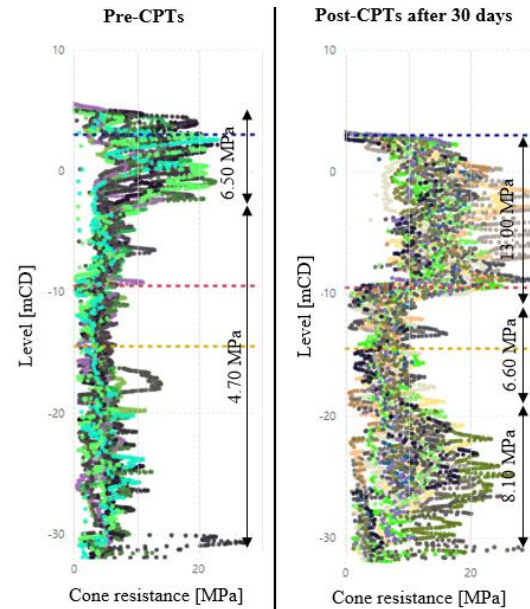 Pre-CPTs
Post-CPTs after 30 days
10
0
-10
-20
-30
Level [mCD]
6.50 MPa
4.70 MPa
0
20
Cone resistance [MPa]
10
0
-10
-20
-30
Level [mCD]
13.00 MPa
6.60 MPa
8.10 MPa
0
20
Cone resistance [MPa]